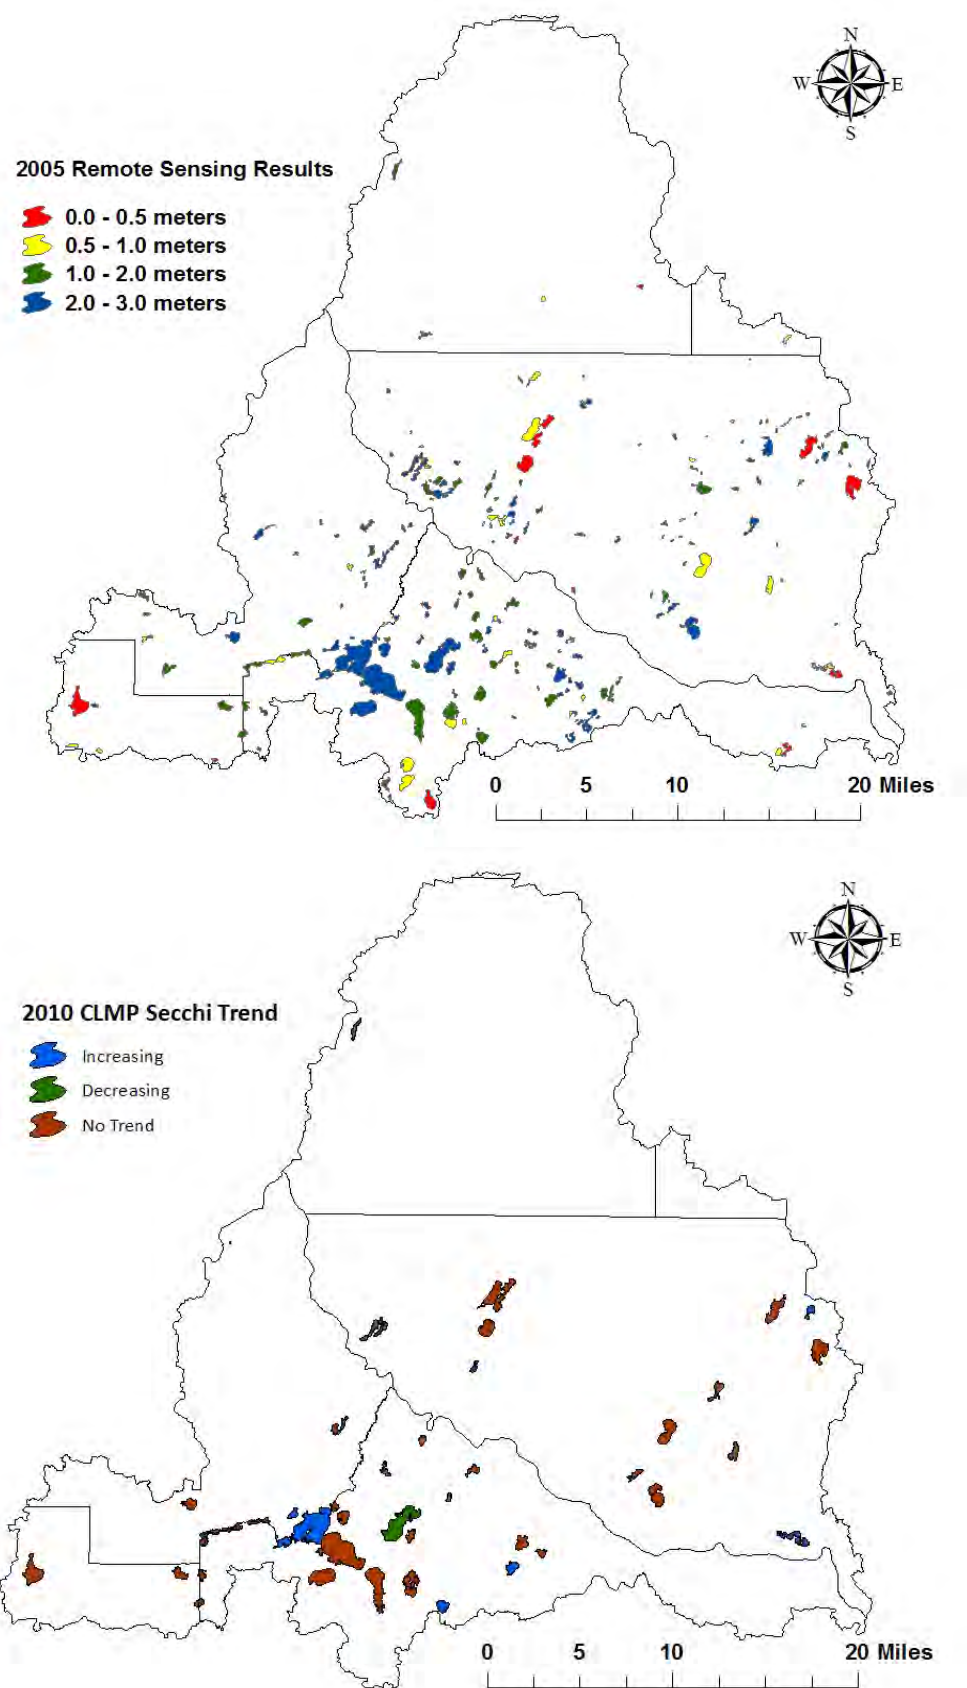 N
W E
S
2005 Remote Sensing Results
0.0 - 0.5 meters
0.5 - 1.0 meters
1.0 - 2.0 meters
2.0 - 3.0 meters
0 5 10 20 Miles
N
W E
S
2010 CLMP Secchi Trend
Increasing
Decreasing
No Trend
0 5 10 20 Miles